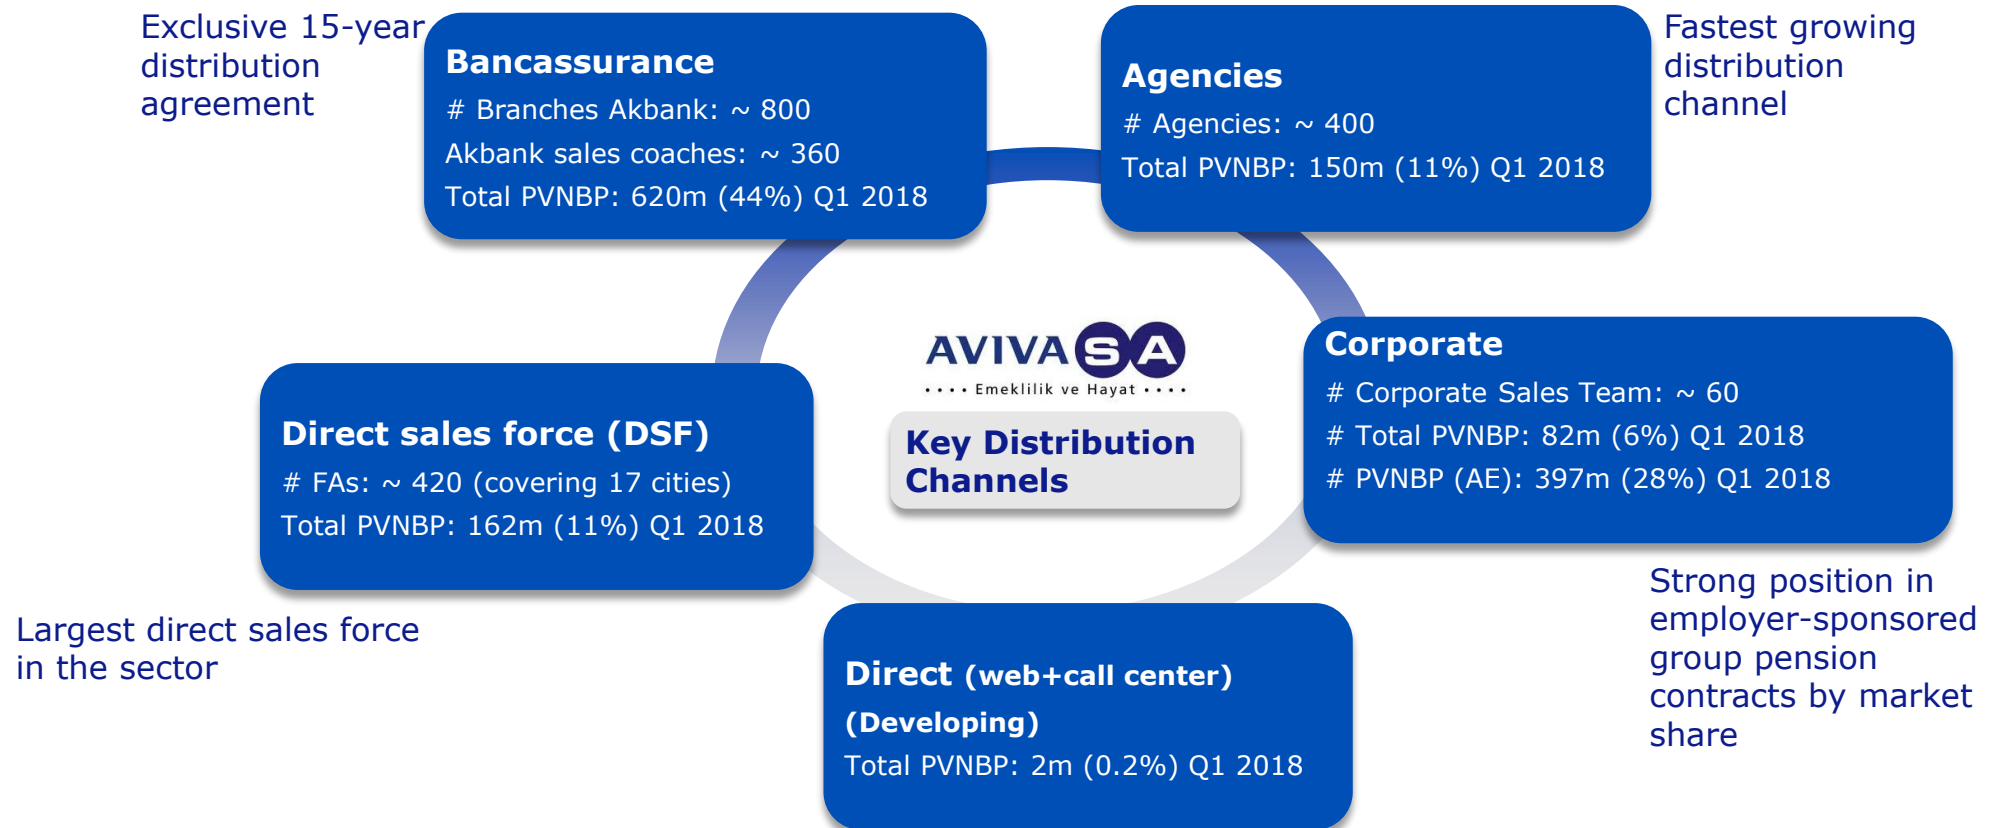 Exclusive 15-year
distribution
agreement
Bancassurance
# Branches Akbank: ~ 800
Akbank sales coaches: ~ 360
Total PVNBP: 620m (44%) Q1 2018
Agencies
# Agencies: ~ 400
Total PVNBP: 150m (11%) Q1 2018
Fastest growing
distribution
channel
AVIVASA
•••• Emeklilik ve Hayat ••••
Key Distribution
Channels
Corporate
# Corporate Sales Team: ~ 60
# Total PVNBP: 82m (6%) Q1 2018
# PVNBP (AE): 397m (28%) Q1 2018
Strong position in
employer-sponsored
group pension
contracts by market
share
Direct sales force (DSF)
# FAs: ~ 420 (covering 17 cities)
Total PVNBP: 162m (11%) Q1 2018
Largest direct sales force
in the sector
Direct (web+call center)
(Developing)
Total PVNBP: 2m (0.2%) Q1 2018